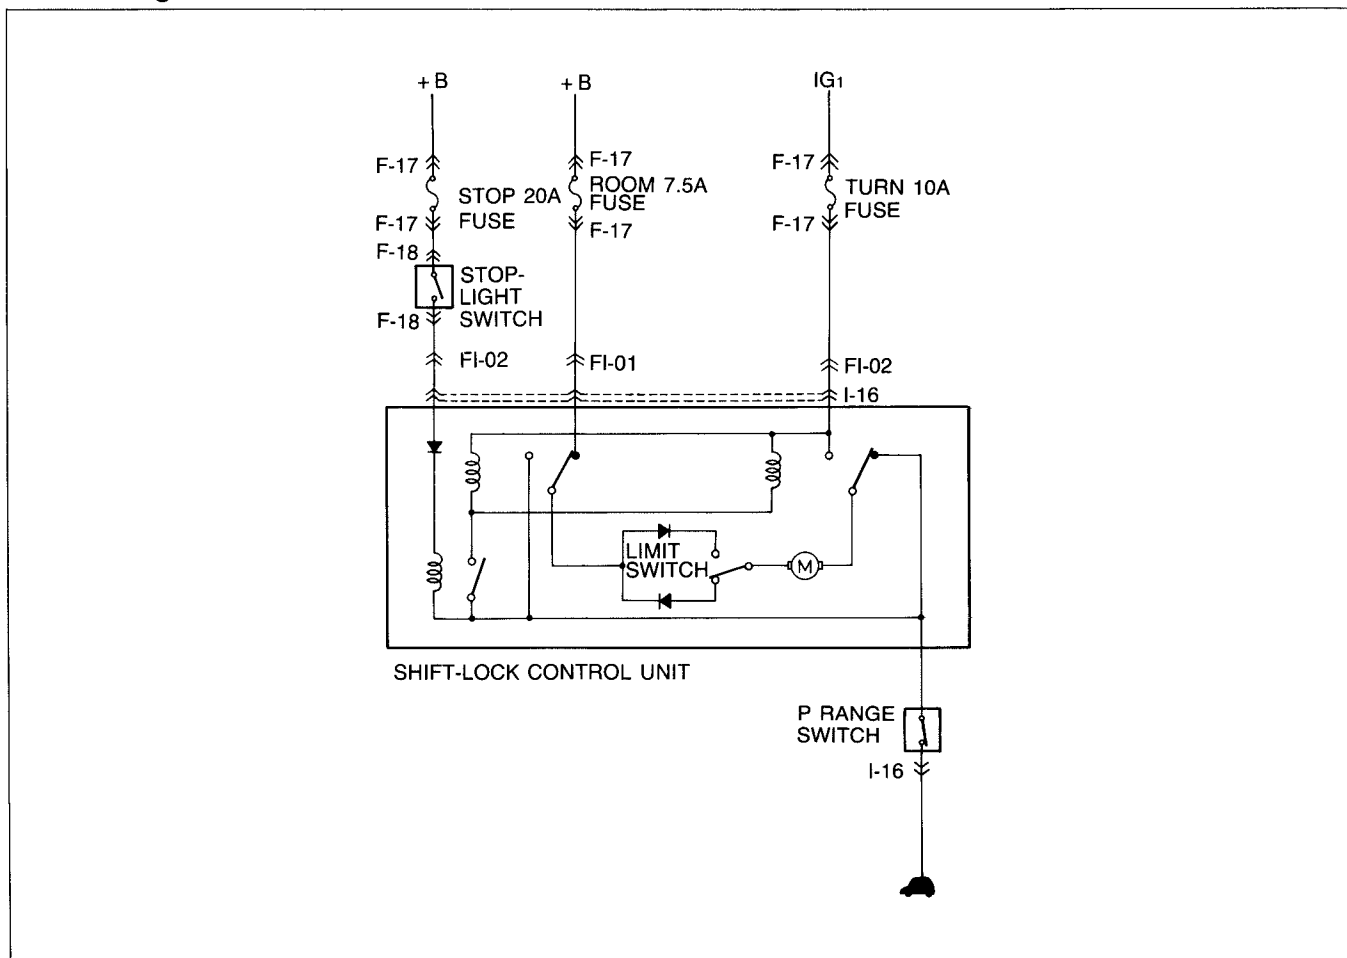 + B
+ B
IG1
F-17
F-17
F-17
STOP 20A
FUSE
ROOM 7.5A
FUSE
TURN 10A
FUSE
F-17
F-17
F-17
F-18
STOP-
LIGHT
SWITCH
F-18
FI-02
FI-01
FI-02
I-16
LIMIT
SWITCH
M
SHIFT-LOCK CONTROL UNIT
P RANGE
SWITCH
I-16